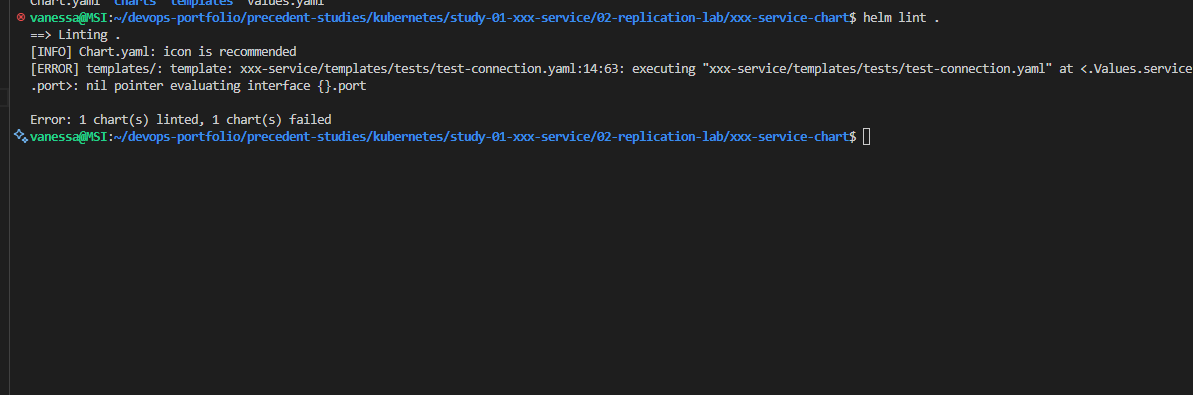 Chart.yaml charts templates values.yaml
vanessa@MSI:~/devops-portfolio/precedent-studies/kubernetes/study-01-xxx-service/02-replication-lab/xxx-service-chart$ helm lint .
==> Linting .
[INFO] Chart.yaml: icon is recommended
[ERROR] templates/: template: xxx-service/templates/tests/test-connection.yaml:14:63: executing "xxx-service/templates/tests/test-connection.yaml" at <.Values.service
.port>: nil pointer evaluating interface {}.port
Error: 1 chart(s) linted, 1 chart(s) failed
vanessa@MSI:~/devops-portfolio/precedent-studies/kubernetes/study-01-xxx-service/02-replication-lab/xxx-service-chart$